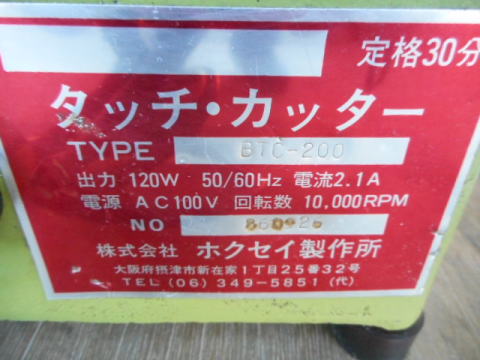 定格30分
タッチ・カッター
TYPE BTC-200
出力 120W 50/60Hz 電流2.1A
電源 AC100V 回転数 10,000RPM
NO
株式会社 ホクセイ製作所
大阪府摂津市新在家1丁目25番32号
TEL (06) 349-5851 (代)